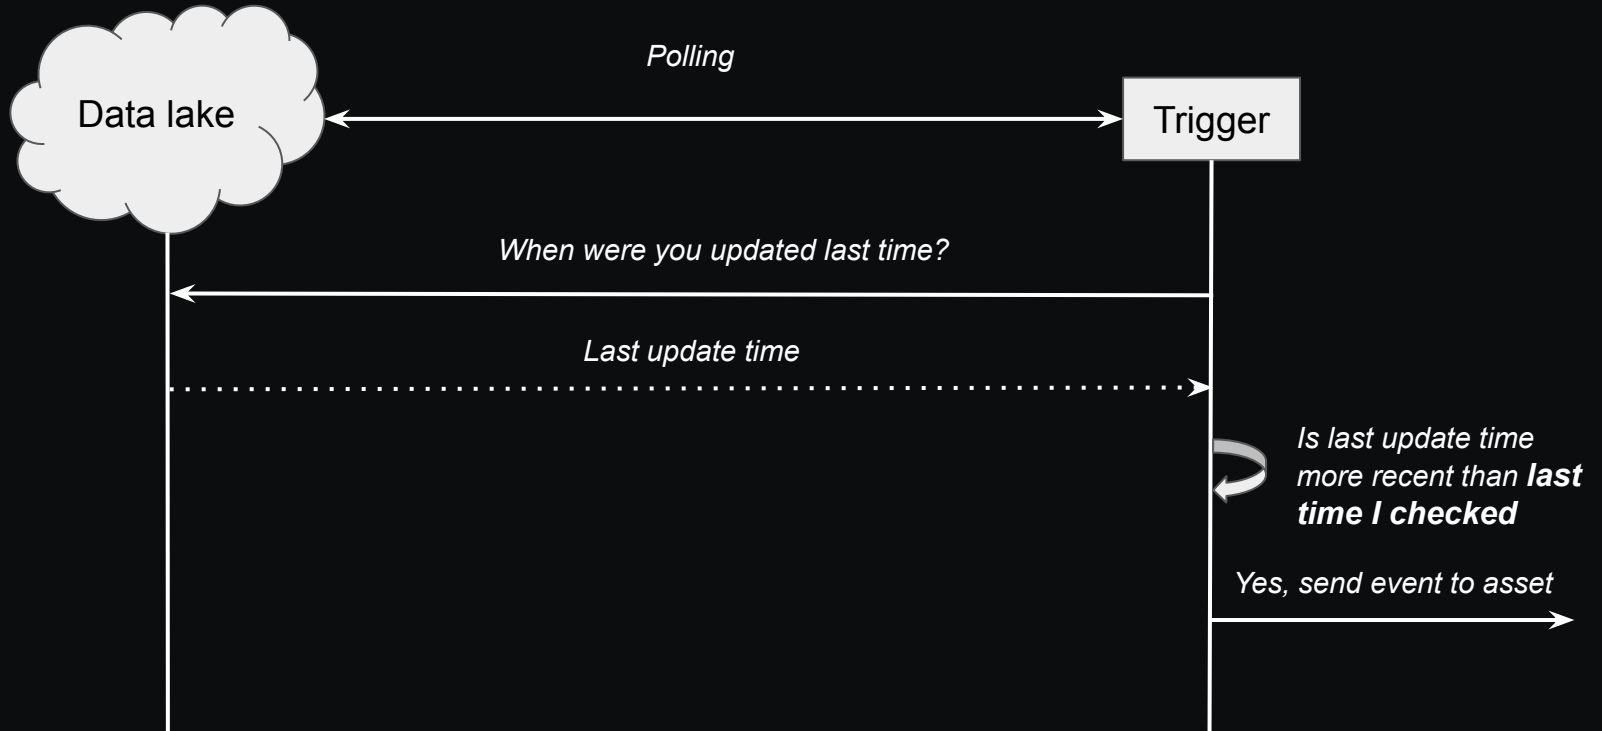 Polling
Data lake
Trigger
When were you updated last time?
Last update time
Is last update time
more recent than last
time I checked
Yes, send event to asset